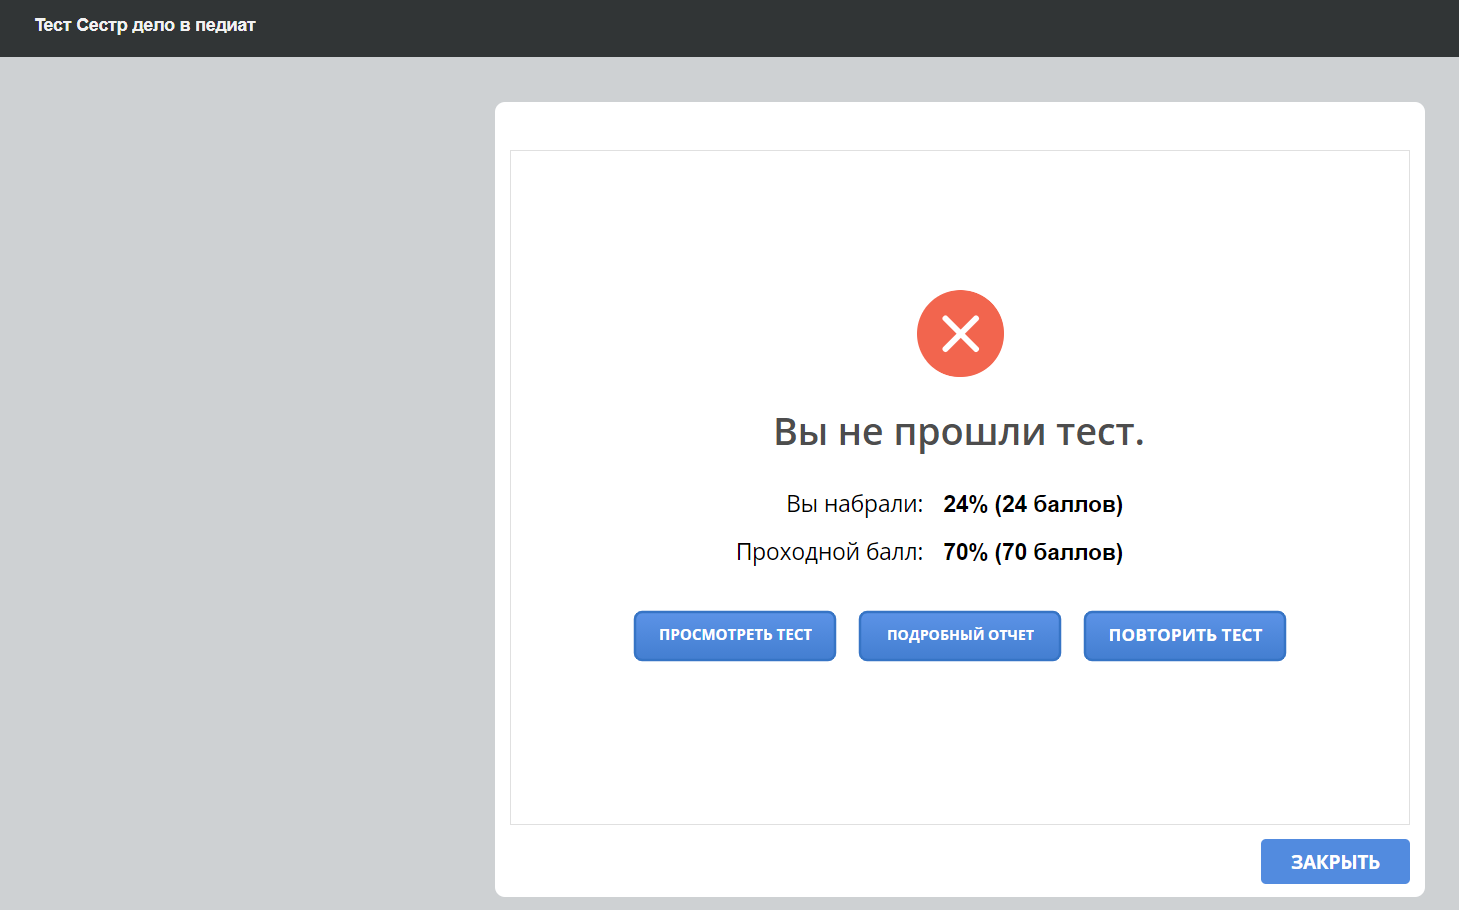 Тест Сестр дело в педиат
Вы не прошли тест.
Вы набрали: 24% (24 баллов)
Проходной балл: 70% (70 баллов)
ПРОСМОТРЕТЬ ТЕСТ ПОДРОБНЫЙ ОТЧЕТ ПОВТОРИТЬ ТЕСТ
ЗАКРЫТЬ